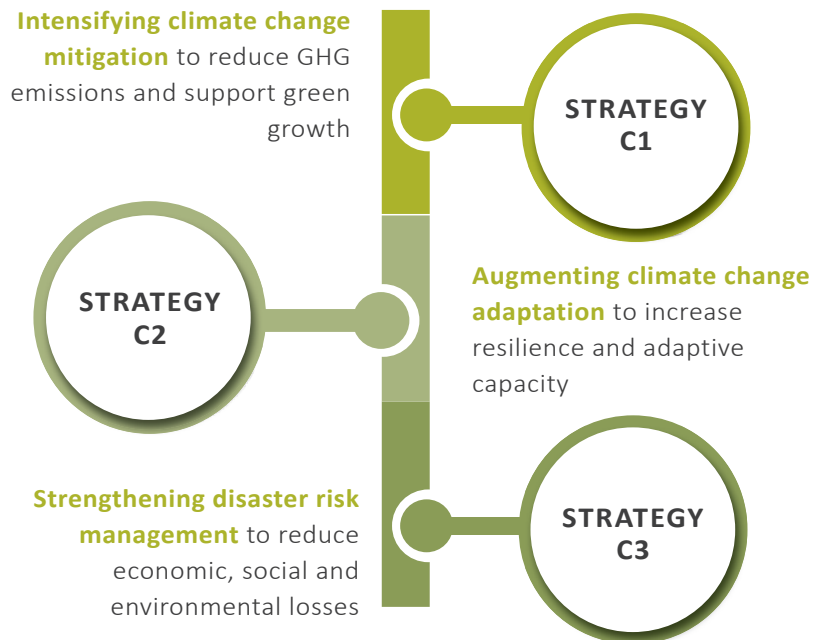 Intensifying climate change
mitigation to reduce GHG
emissions and support green
growth
STRATEGY
C1
STRATEGY
C2
Augmenting climate change
adaptation to increase
resilience and adaptive
capacity
Strengthening disaster risk
management to reduce
economic, social and
environmental losses
STRATEGY
C3